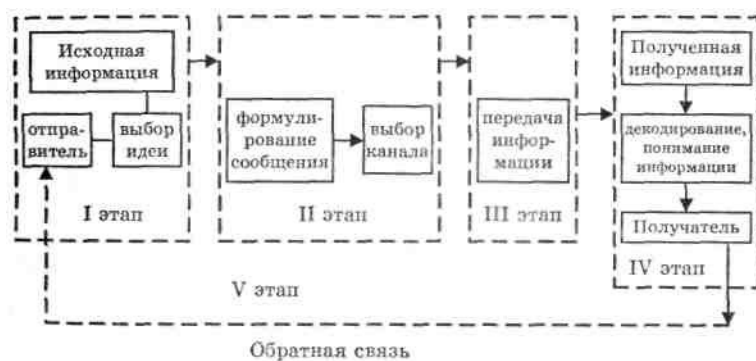 Исходная
информация
отпра-
витель
выбор
идеи
I этап
формули-
рование
сообщения
выбор
канала
II этап
передача
инфор-
мации
III этап
Полученная
информация
декодирование,
понимание
информации
Получатель
IV этап
V этап
Обратная связь